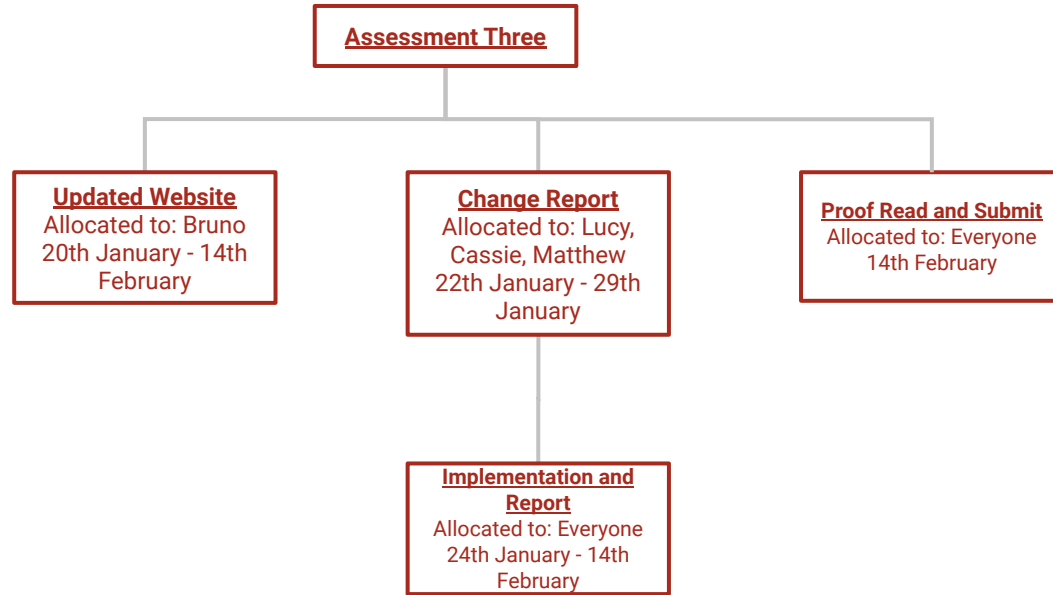 Assessment Three
Updated Website
Allocated to: Bruno
20th January - 14th
February
Change Report
Allocated to: Lucy,
Cassie, Matthew
22th January - 29th
January
Proof Read and Submit
Allocated to: Everyone
14th February
Implementation and
Report
Allocated to: Everyone
24th January - 14th
February